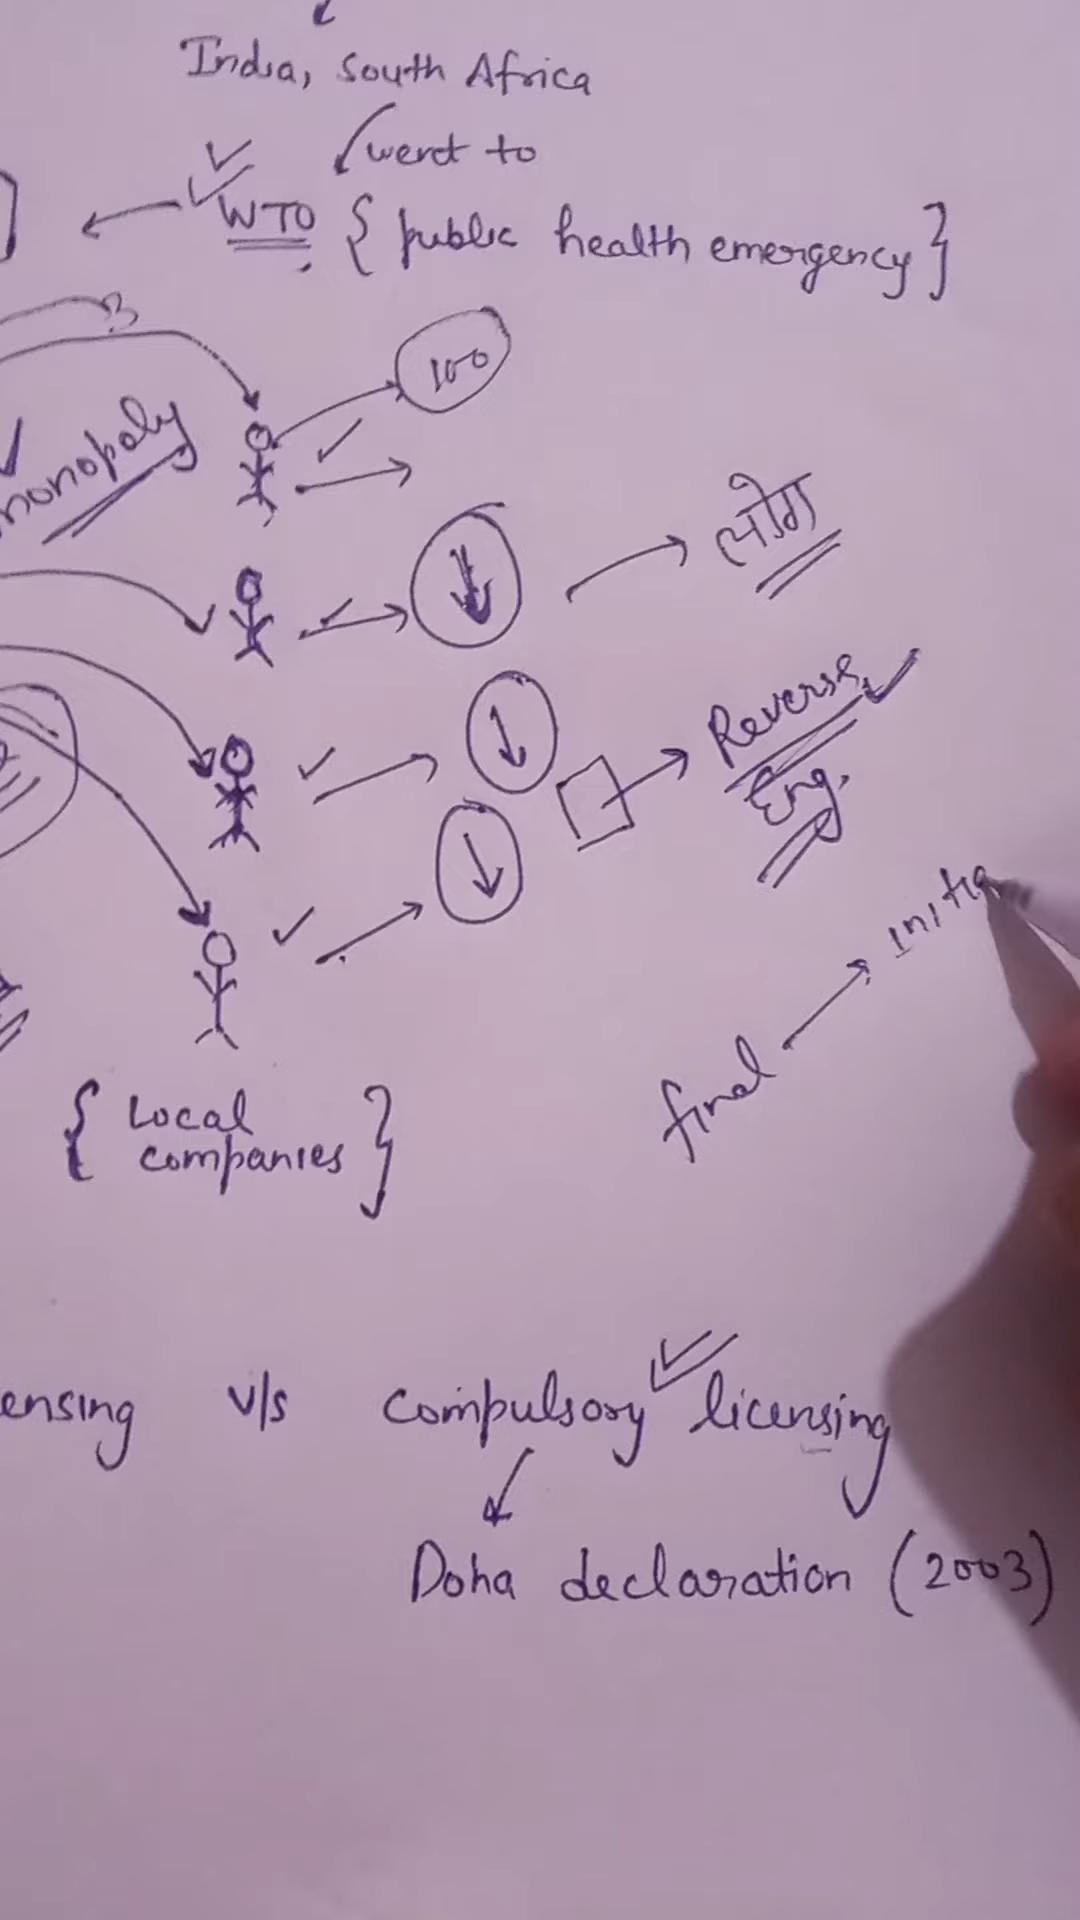 India, South Africa
went to
WTO { public health emergency }
100
monopoly
लोग
Reverse
Eng.
initia
final
{ Local
companies }
ensing v/s compulsory licensing
Doha declaration (2003)